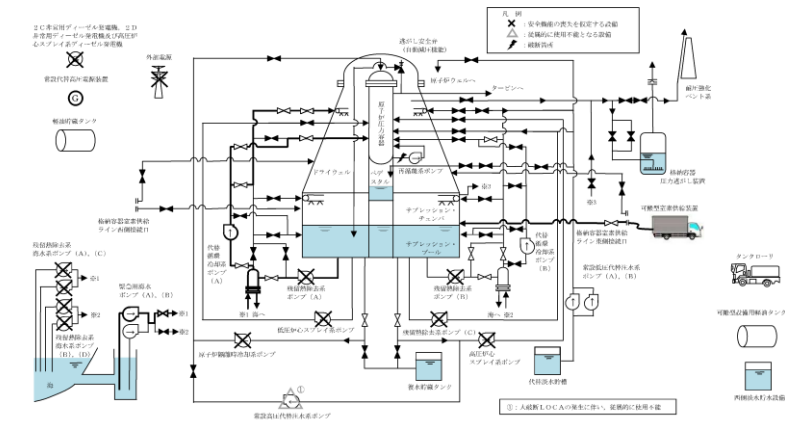 2C非常用ディーゼル発電機，2D
非常用ディーゼル発電機及び高圧炉
心スプレイ系ディーゼル発電機
外部電源
常設代替高圧電源装置
G
軽油貯蔵タンク
凡 例
：安全機能の喪失を仮定する設備
：従属的に使用不能となる設備
：破断箇所
逃がし安全弁
（自動減圧機能）
原子炉ウェルへ
タービンへ
耐圧強化
ベント系
原子炉圧力容器
格納容器
圧力逃がし装置
ドライウェル
ペデ
スタル
再循環系ポンプ
※2
※3
格納容器窒素供給
ライン西側接続口
サプレッション・
チェンバ
サプレッション・
プール
可搬型窒素供給装置
格納容器窒素供給
ライン東側接続口
代替
循環
冷却系
ポンプ
（A）
代替
循環
冷却系
ポンプ
（B）
残留熱除去系
海水系ポンプ（A），（C）
※1
※2
緊急用海水
ポンプ（A），（B）
※1
※2
残留熱除去系
海水系ポンプ
（B），（D）
海
残留熱除去系
ポンプ（A）
残留熱除去系
ポンプ（B）
※1 海へ
海へ ※2
常設低圧代替注水系
ポンプ（A），（B）
タンクローリ
低圧炉心スプレイ系ポンプ
残留熱除去系ポンプ（C）
可搬型設備用軽油タンク
原子炉隔離時冷却系ポンプ
高圧炉心
スプレイ系ポンプ
復水貯蔵タンク
代替淡水貯槽
西側淡水貯水設備
①
常設高圧代替注水系ポンプ
①：大破断LOCAの発生に伴い，従属的に使用不能